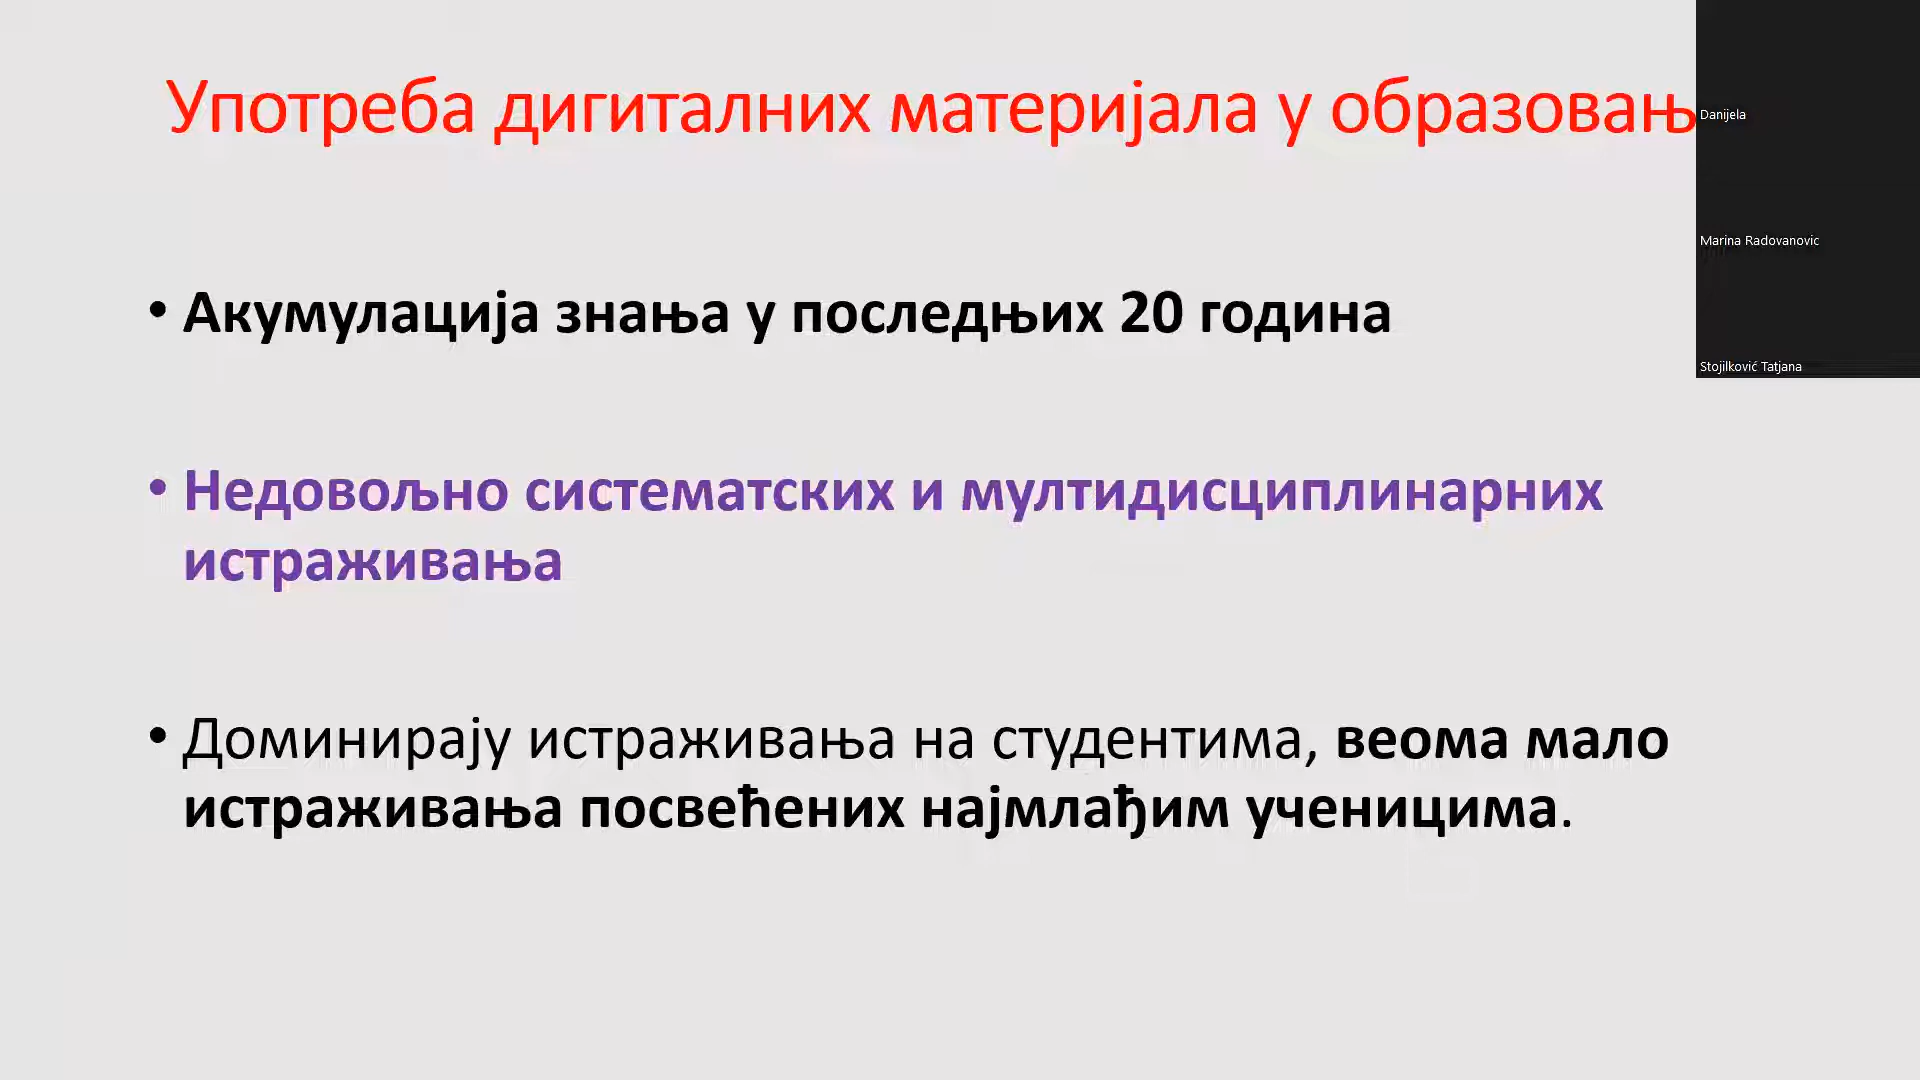 Употреба дигиталних материјала у образовањ
• Акумулација знања у последњих 20 година
• Недовољно систематских и мултидисциплинарних
истраживања
• Доминирају истраживања на студентима, веома мало
истраживања посвећених најмлађим ученицима.
Danijela
Marina Radovanovic
Stojilković Tatjana